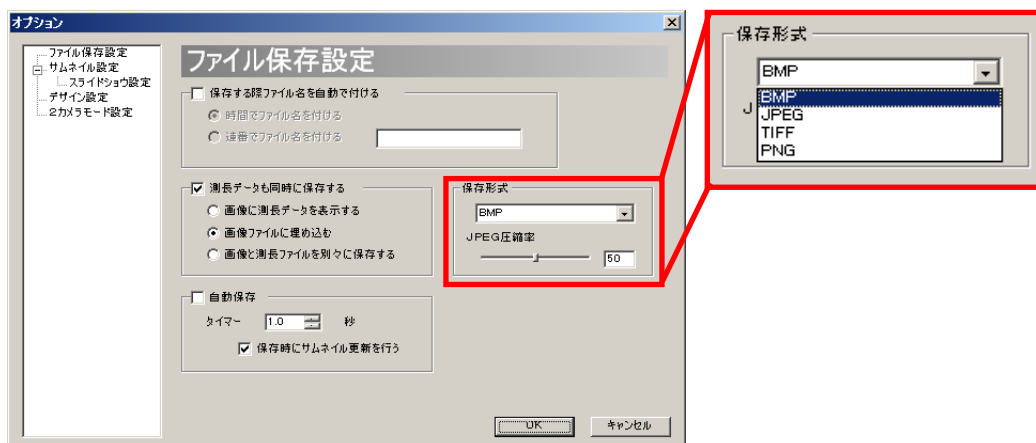 オプション
ファイル保存設定
サムネイル設定
スライドショウ設定
デザイン設定
2カメラモード設定
ファイル保存設定
保存する際ファイル名を自動で付ける
時間でファイル名を付ける
連番でファイル名を付ける
測長データも同時に保存する
画像に測長データを表示する
画像ファイルに埋め込む
画像と測長ファイルを別々に保存する
保存形式
BMP
JPEG圧縮率
50
自動保存
タイマー 1.0 秒
保存時にサムネイル更新を行う
OK キャンセル
保存形式
BMP
J
BMP
JPEG
TIFF
PNG